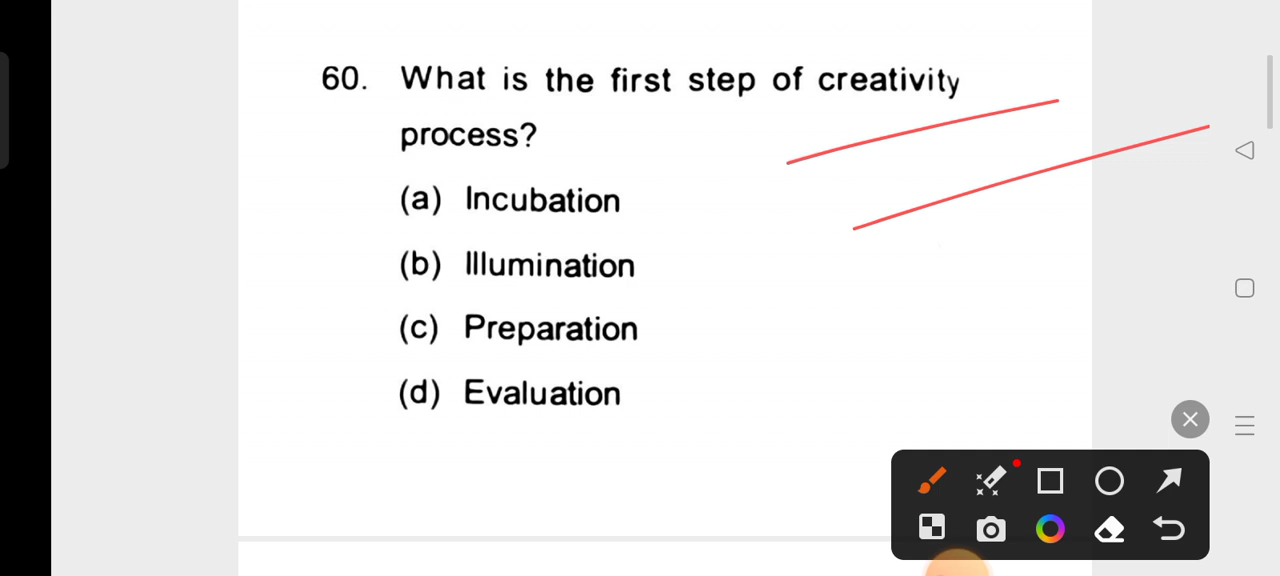 60. What is the first step of creativity
process?
(a) Incubation
(b) Illumination
(c) Preparation
(d) Evaluation